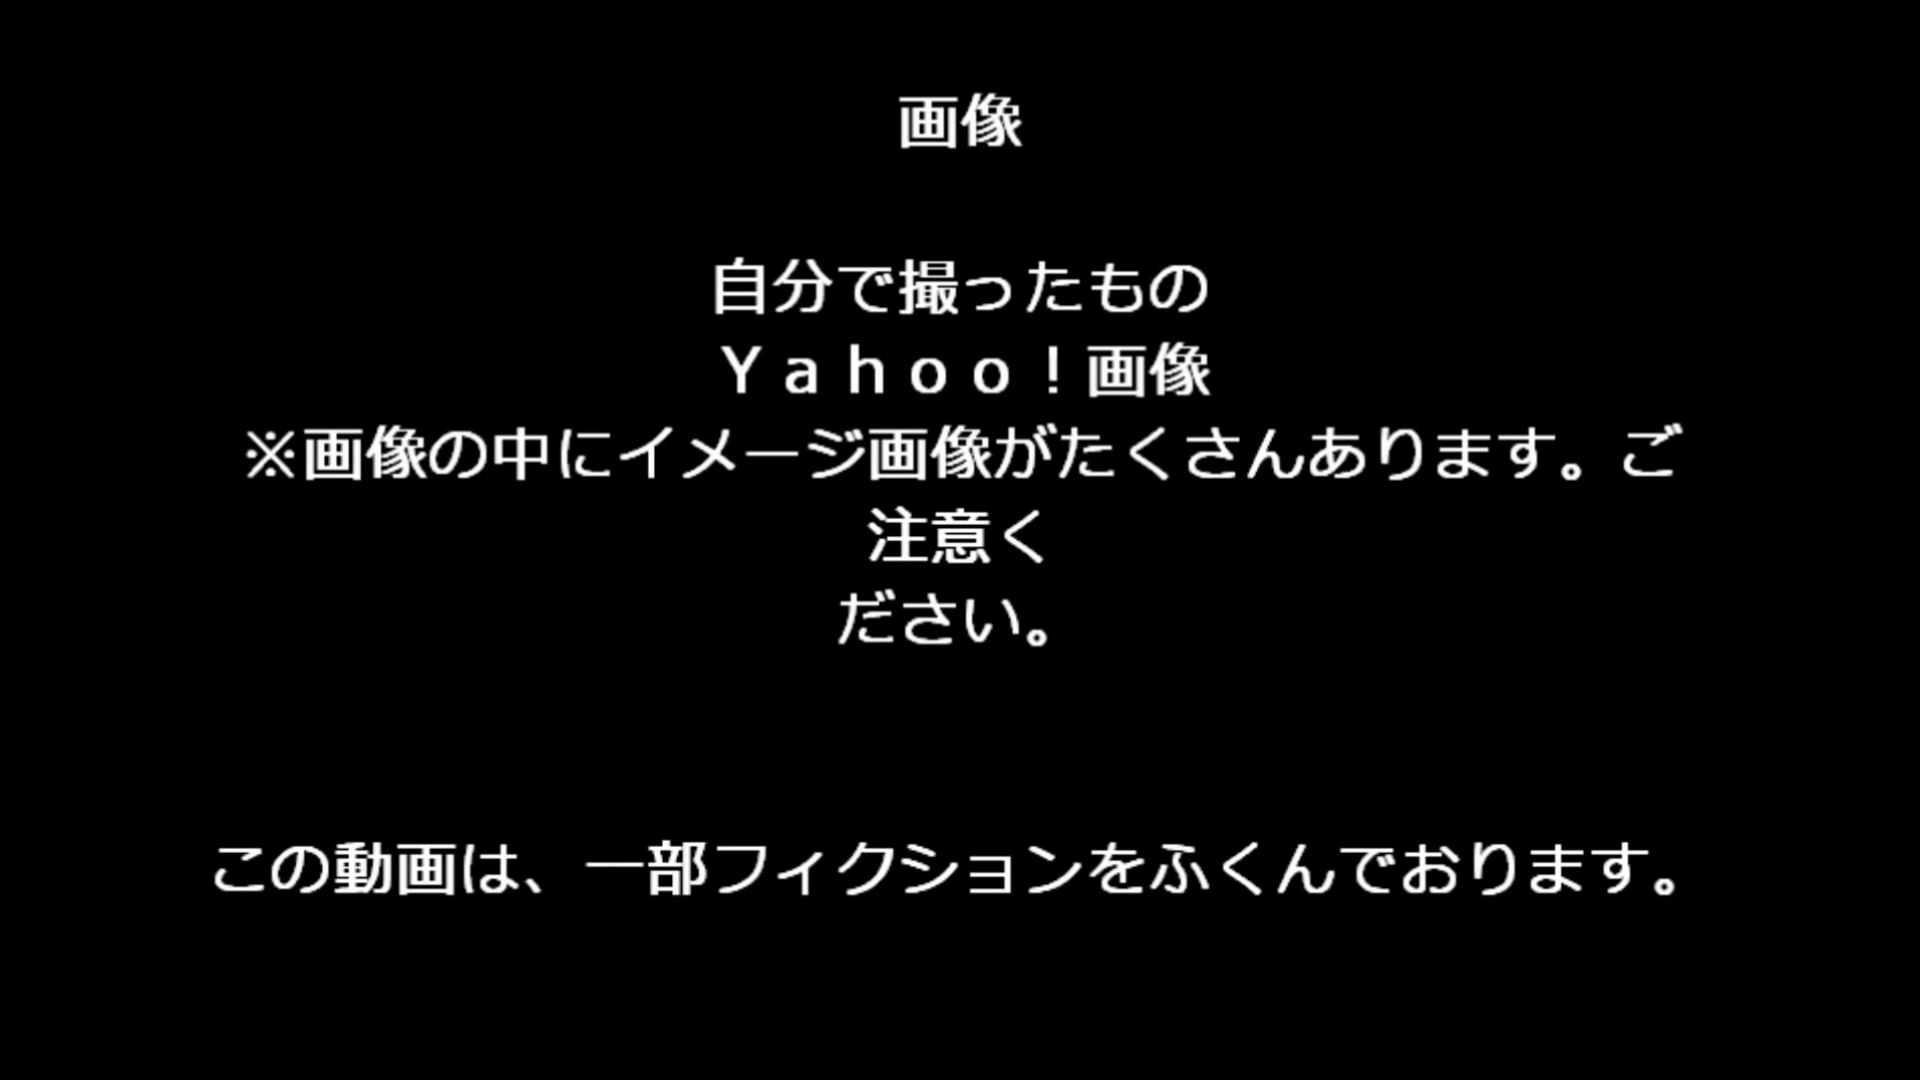 画像
自分で撮ったもの
Ｙａｈｏｏ！画像
※画像の中にイメージ画像がたくさんあります。ご
注意く
ださい。
この動画は、一部フィクションをふくんでおります。